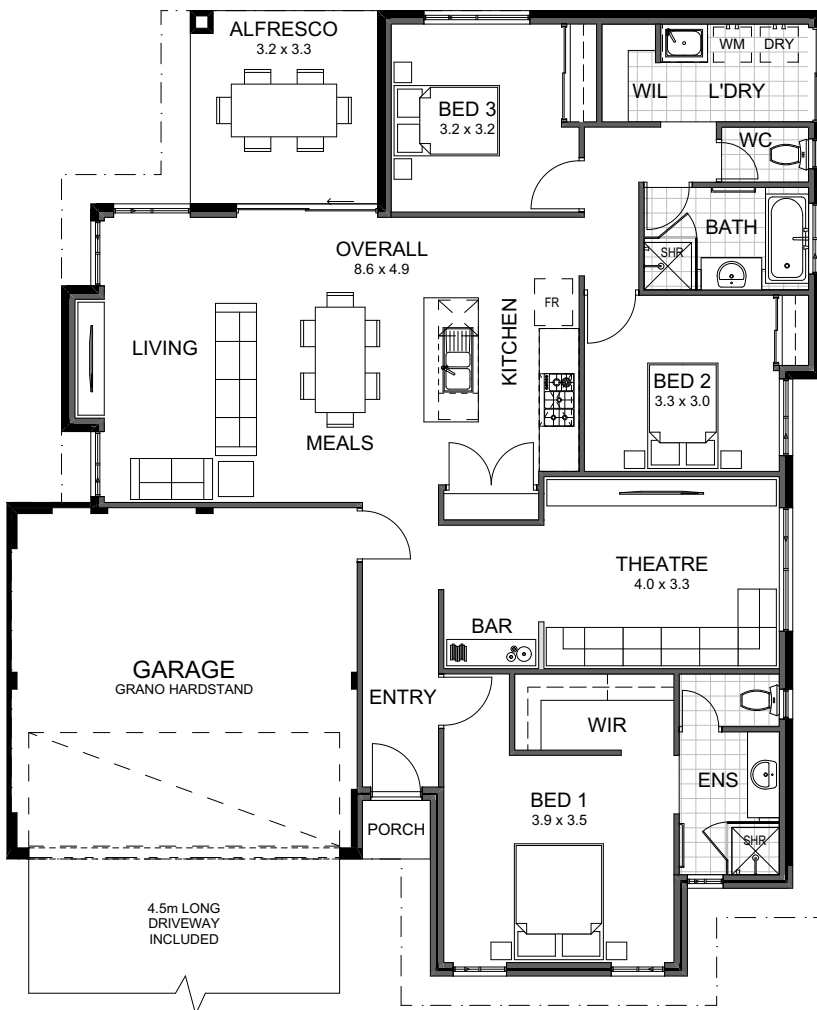 ALFRESCO
3.2 x 3.3
BED 3
3.2 x 3.2
WM
DRY
WIL
L'DRY
WC
BATH
SHR
OVERALL
8.6 x 4.9
FR
KITCHEN
LIVING
MEALS
BED 2
3.3 x 3.0
THEATRE
4.0 x 3.3
BAR
GARAGE
GRANO HARDSTAND
ENTRY
WIR
ENS
SHR
BED 1
3.9 x 3.5
PORCH
4.5m LONG
DRIVEWAY
INCLUDED